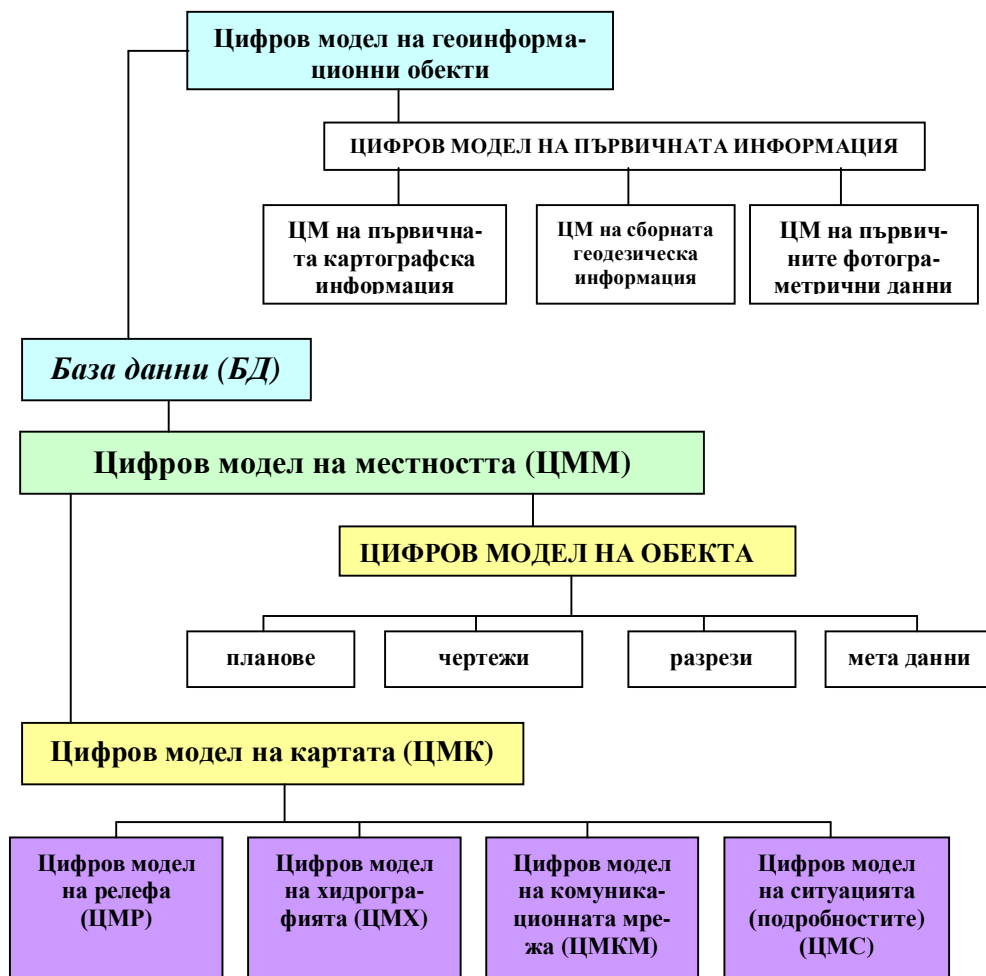 Цифров модел на геоинформа-
ционни обекти
ЦИФРОВ МОДЕЛ НА ПЪРВИЧНАТА ИНФОРМАЦИЯ
ЦМ на първична-
та картографска
информация
ЦМ на сборната
геодезическа
информация
ЦМ на първич-
ните фотогра-
метрични данни
База данни (БД)
Цифров модел на местността (ЦММ)
ЦИФРОВ МОДЕЛ НА ОБЕКТА
планове
чертежи
разрези
мета данни
Цифров модел на картата (ЦМК)
Цифров модел
на релефа
(ЦМР)
Цифров модел
на хидрогра-
фията (ЦМХ)
Цифров модел
на комуника-
ционната мре-
жа (ЦМКМ)
Цифров модел
на ситуацията
(подробностите)
(ЦМС)